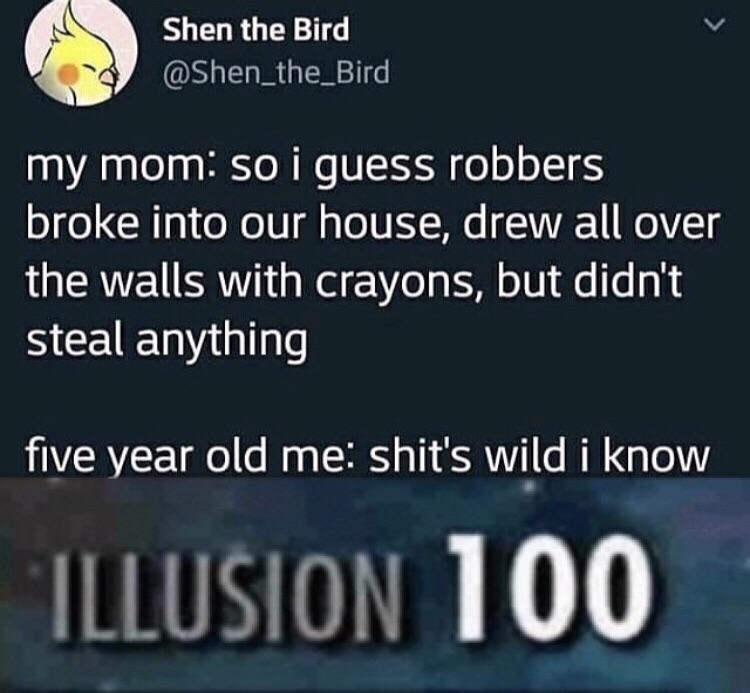 Shen the Bird
@Shen_the_Bird
my mom: so i guess robbers
broke into our house, drew all over
the walls with crayons, but didn't
steal anything
five year old me: shit's wild i know
ILLUSION 100